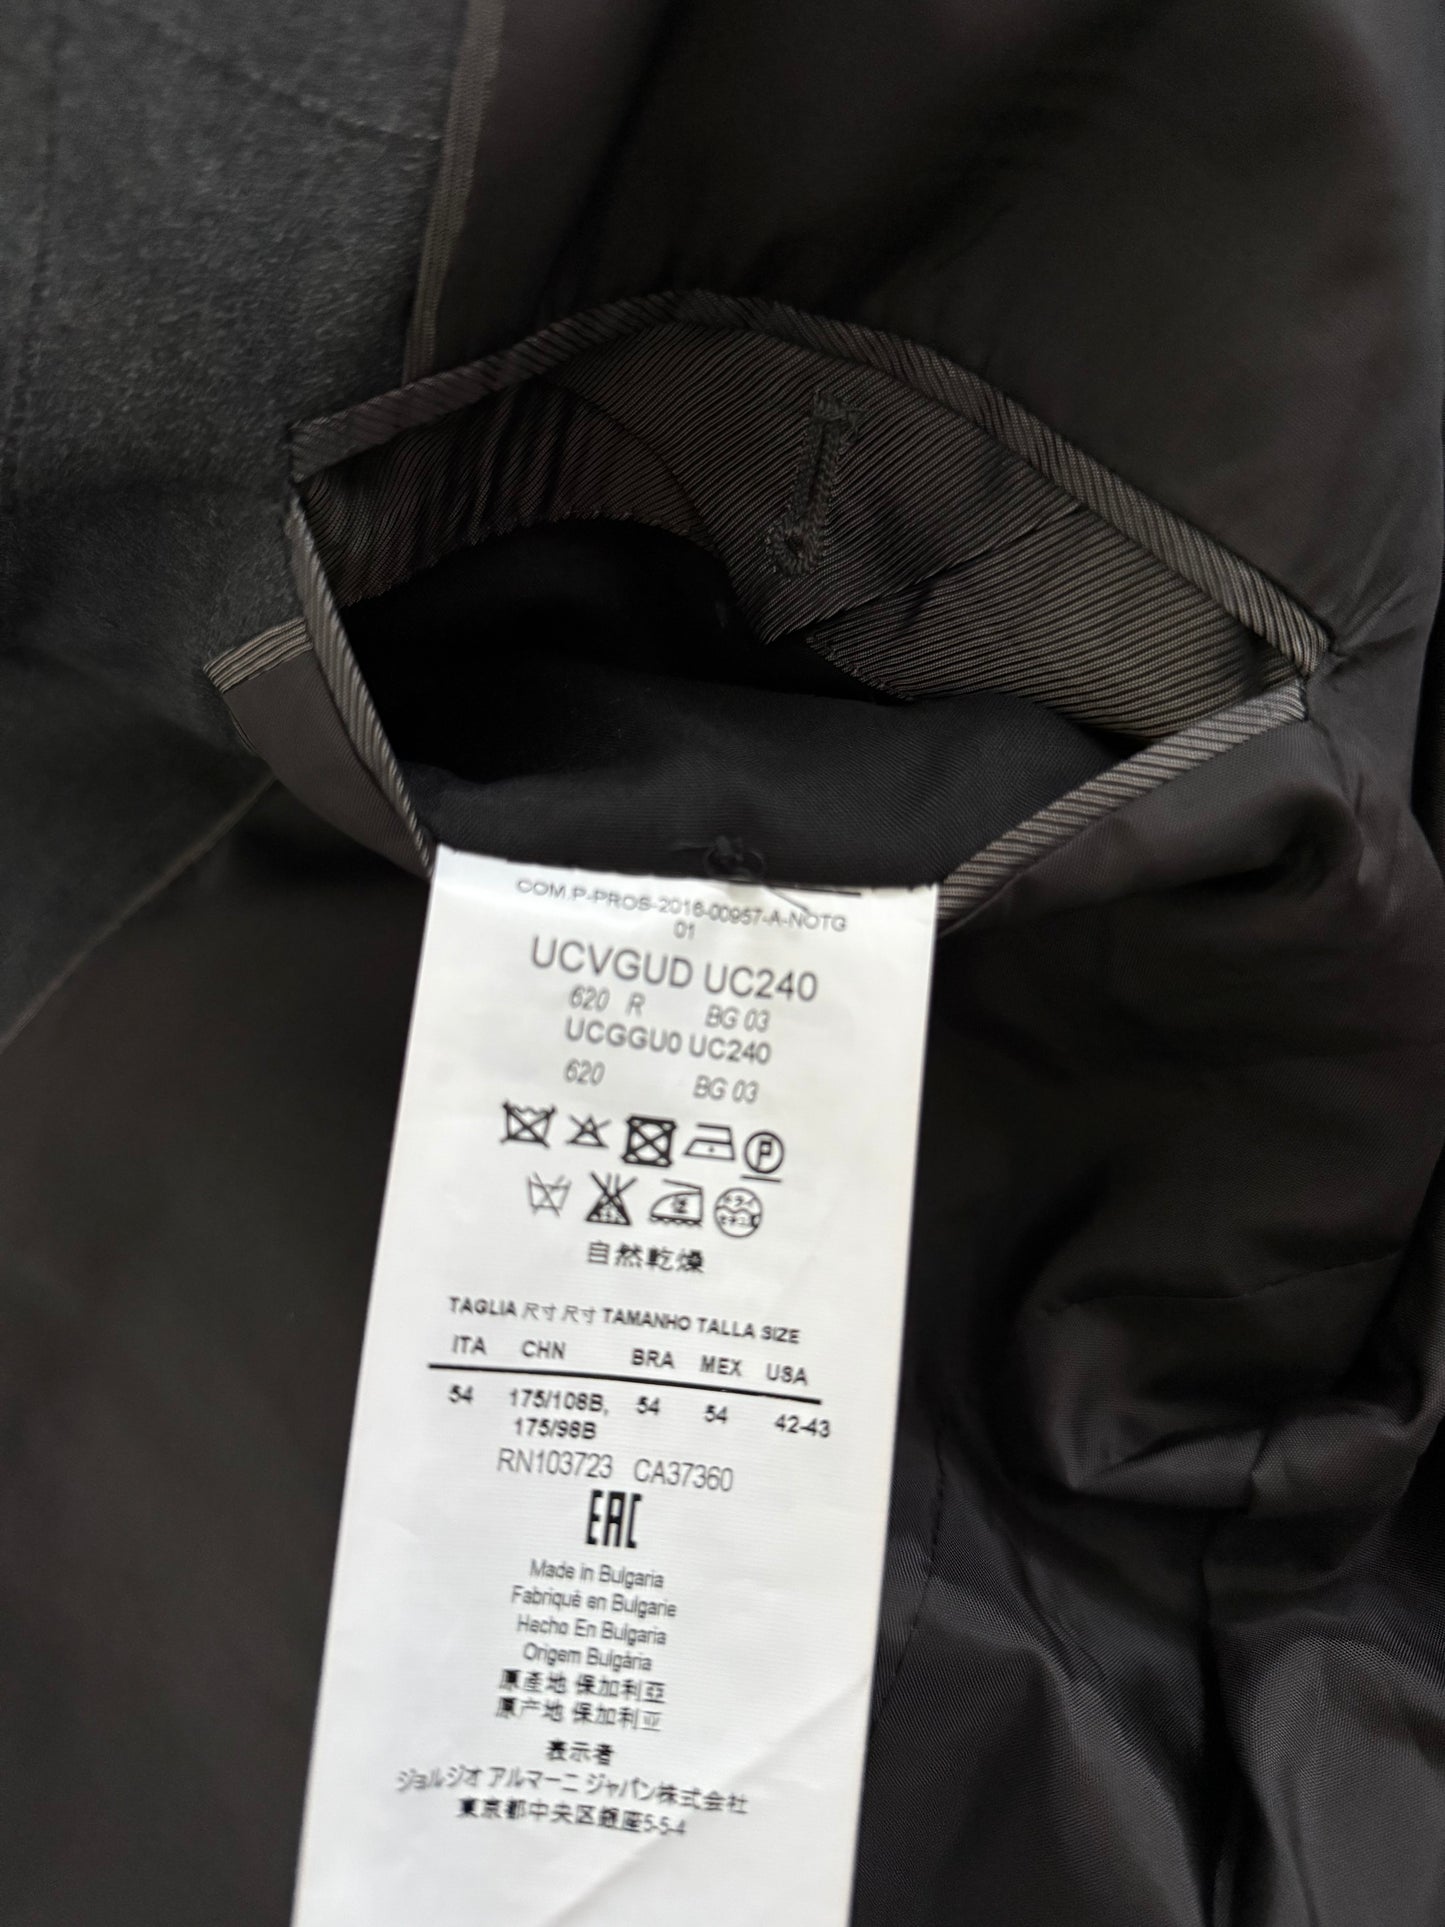 COM.P-PROS-2016-00957-A-NOTG
01
UCVGUD UC240
620 R BG 03
UCGGU0 UC240
620 BG 03
P
自然乾燥
TAGLIA 尺寸 尺寸 TAMANHO TALLA SIZE
ITA CHN BRA MEX USA
54 175/108B, 54 54 42-43
175/98B
RN103723 CA37360
EAC
Made in Bulgaria
Fabriqué en Bulgarie
Hecho En Bulgaria
Origem Bulgária
原產地 保加利亞
原产地 保加利亚
表示者
ジョルジオ アルマーニ ジャパン株式会社
東京都中央区銀座5-5-4